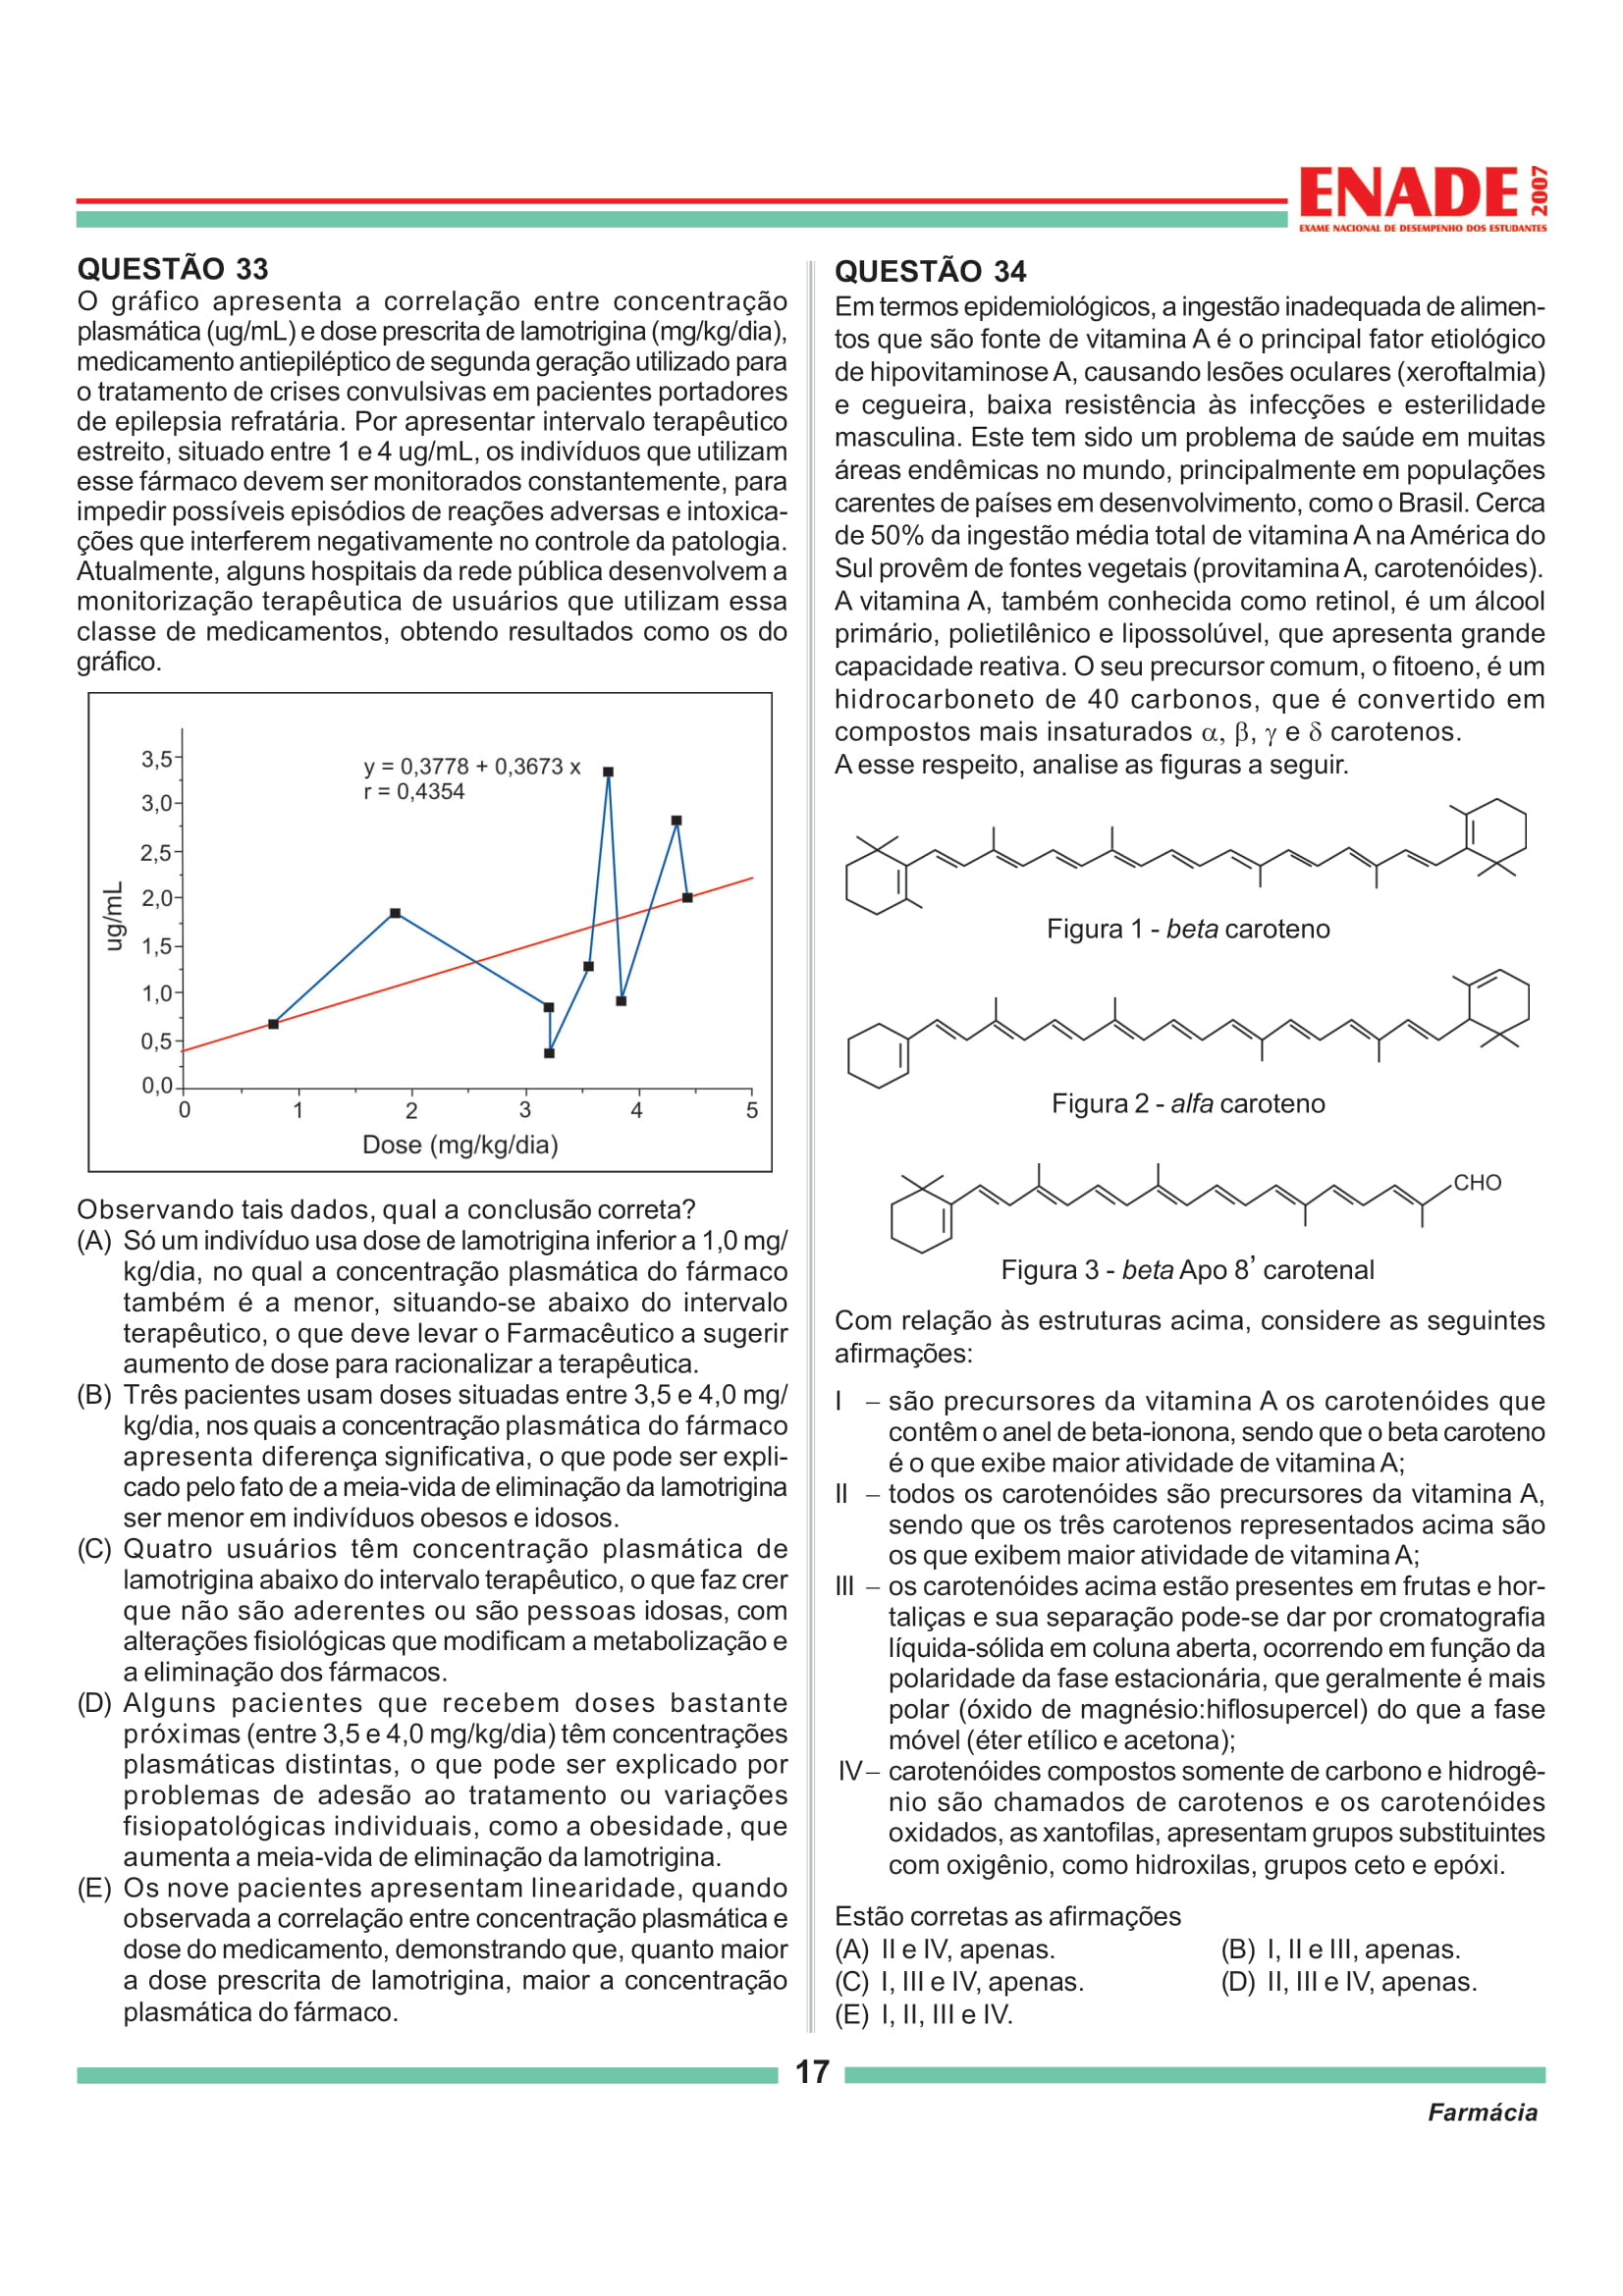 ENADE 2007
EXAME NACIONAL DE DESEMPENHO DOS ESTUDANTES
QUESTÃO 33
O gráfico apresenta a correlação entre concentração
plasmática (ug/mL) e dose prescrita de lamotrigina (mg/kg/dia),
medicamento antiepiléptico de segunda geração utilizado para
o tratamento de crises convulsivas em pacientes portadores
de epilepsia refratária. Por apresentar intervalo terapêutico
estreito, situado entre 1 e 4 ug/mL, os indivíduos que utilizam
esse fármaco devem ser monitorados constantemente, para
impedir possíveis episódios de reações adversas e intoxica-
ções que interferem negativamente no controle da patologia.
Atualmente, alguns hospitais da rede pública desenvolvem a
monitorização terapêutica de usuários que utilizam essa
classe de medicamentos, obtendo resultados como os do
gráfico.
y = 0,3778 + 0,3673 x
r = 0,4354
ug/mL
3,5
3,0
2,5
2,0
1,5
1,0
0,5
0,0
0 1 2 3 4 5
Dose (mg/kg/dia)
Observando tais dados, qual a conclusão correta?
(A) Só um indivíduo usa dose de lamotrigina inferior a 1,0 mg/
kg/dia, no qual a concentração plasmática do fármaco
também é a menor, situando-se abaixo do intervalo
terapêutico, o que deve levar o Farmacêutico a sugerir
aumento de dose para racionalizar a terapêutica.
(B) Três pacientes usam doses situadas entre 3,5 e 4,0 mg/
kg/dia, nos quais a concentração plasmática do fármaco
apresenta diferença significativa, o que pode ser expli-
cado pelo fato de a meia-vida de eliminação da lamotrigina
ser menor em indivíduos obesos e idosos.
(C) Quatro usuários têm concentração plasmática de
lamotrigina abaixo do intervalo terapêutico, o que faz crer
que não são aderentes ou são pessoas idosas, com
alterações fisiológicas que modificam a metabolização e
a eliminação dos fármacos.
(D) Alguns pacientes que recebem doses bastante
próximas (entre 3,5 e 4,0 mg/kg/dia) têm concentrações
plasmáticas distintas, o que pode ser explicado por
problemas de adesão ao tratamento ou variações
fisiopatológicas individuais, como a obesidade, que
aumenta a meia-vida de eliminação da lamotrigina.
(E) Os nove pacientes apresentam linearidade, quando
observada a correlação entre concentração plasmática e
dose do medicamento, demonstrando que, quanto maior
a dose prescrita de lamotrigina, maior a concentração
plasmática do fármaco.
QUESTÃO 34
Em termos epidemiológicos, a ingestão inadequada de alimen-
tos que são fonte de vitamina A é o principal fator etiológico
de hipovitaminose A, causando lesões oculares (xeroftalmia)
e cegueira, baixa resistência às infecções e esterilidade
masculina. Este tem sido um problema de saúde em muitas
áreas endêmicas no mundo, principalmente em populações
carentes de países em desenvolvimento, como o Brasil. Cerca
de 50% da ingestão média total de vitamina A na América do
Sul provêm de fontes vegetais (provitamina A, carotenóides).
A vitamina A, também conhecida como retinol, é um álcool
primário, polietilênico e lipossolúvel, que apresenta grande
capacidade reativa. O seu precursor comum, o fitoeno, é um
hidrocarboneto de 40 carbonos, que é convertido em
compostos mais insaturados α, β, γ e δ carotenos.
A esse respeito, analise as figuras a seguir.
Figura 1 - beta caroteno
Figura 2 - alfa caroteno
CHO
Figura 3 - beta Apo 8’ carotenal
Com relação às estruturas acima, considere as seguintes
afirmações:
I – são precursores da vitamina A os carotenóides que
contêm o anel de beta-ionona, sendo que o beta caroteno
é o que exibe maior atividade de vitamina A;
II – todos os carotenóides são precursores da vitamina A,
sendo que os três carotenos representados acima são
os que exibem maior atividade de vitamina A;
III – os carotenóides acima estão presentes em frutas e hor-
taliças e sua separação pode-se dar por cromatografia
líquida-sólida em coluna aberta, ocorrendo em função da
polaridade da fase estacionária, que geralmente é mais
polar (óxido de magnésio:hiflosupercel) do que a fase
móvel (éter etílico e acetona);
IV – carotenóides compostos somente de carbono e hidrogê-
nio são chamados de carotenos e os carotenóides
oxidados, as xantofilas, apresentam grupos substituintes
com oxigênio, como hidroxilas, grupos ceto e epóxi.
Estão corretas as afirmações
(A) II e IV, apenas. (B) I, II e III, apenas.
(C) I, III e IV, apenas. (D) II, III e IV, apenas.
(E) I, II, III e IV.
17
Farmácia